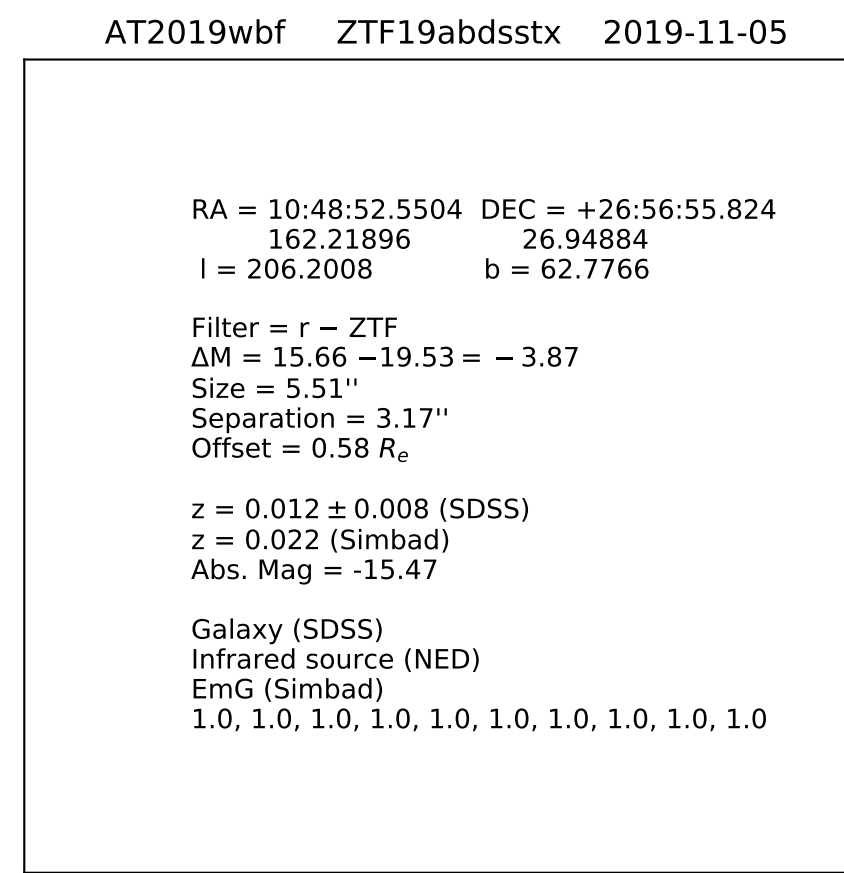 AT2019wbf ZTF19abdsstx 2019-11-05
RA = 10:48:52.5504 DEC = +26:56:55.824
162.21896 26.94884
l = 206.2008 b = 62.7766
Filter = r − ZTF
ΔM = 15.66 −19.53 = − 3.87
Size = 5.51''
Separation = 3.17''
Offset = 0.58 Rₑ
z = 0.012 ± 0.008 (SDSS)
z = 0.022 (Simbad)
Abs. Mag = -15.47
Galaxy (SDSS)
Infrared source (NED)
EmG (Simbad)
1.0, 1.0, 1.0, 1.0, 1.0, 1.0, 1.0, 1.0, 1.0, 1.0